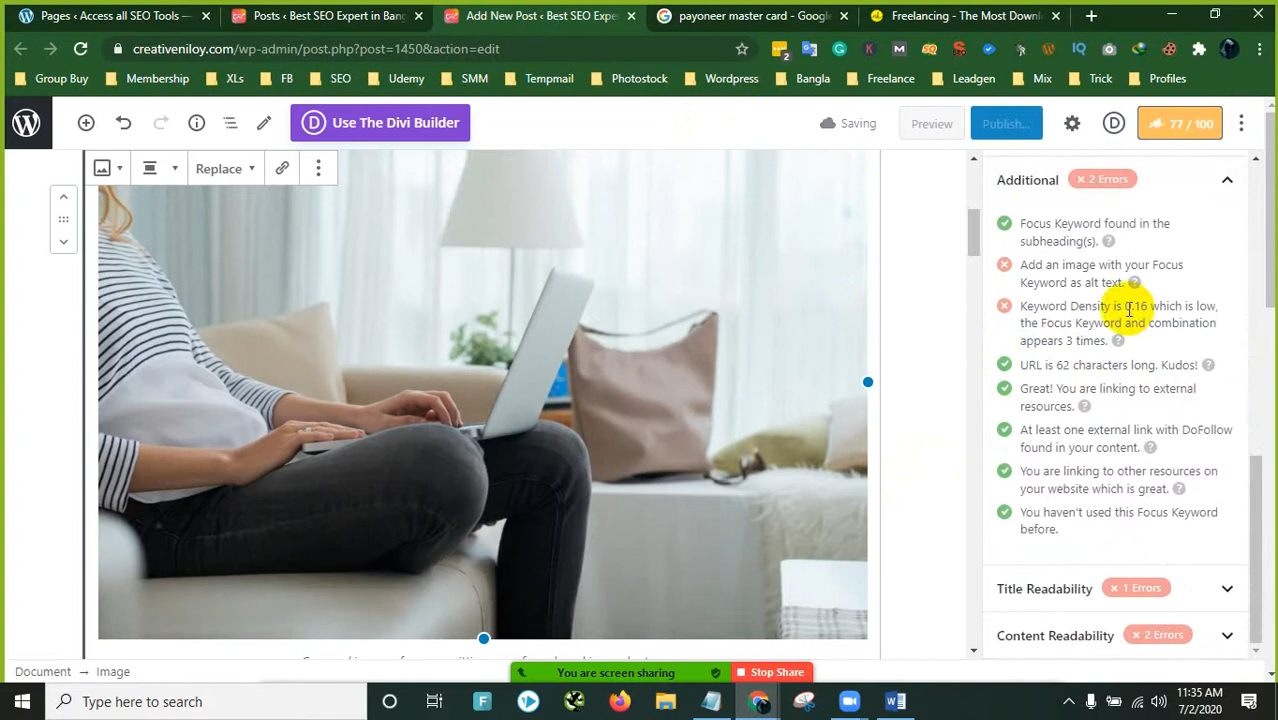 Pages ‹ Access all SEO Tools —
Posts ‹ Best SEO Expert in Bang
Add New Post ‹ Best SEO Expe
payoneer master card - Google
Freelancing - The Most Downl
creativeniloy.com/wp-admin/post.php?post=1450&action=edit
Group Buy
Membership
XLs
FB
SEO
Udemy
SMM
Tempmail
Photostock
Wordpress
Bangla
Freelance
Leadgen
Mix
Trick
Profiles
Use The Divi Builder
Saving
Preview
Publish...
77 / 100
Replace
Additional
× 2 Errors
Focus Keyword found in the
subheading(s).
Add an image with your Focus
Keyword as alt text.
Keyword Density is 0.16 which is low,
the Focus Keyword and combination
appears 3 times.
URL is 62 characters long. Kudos!
Great! You are linking to external
resources.
At least one external link with DoFollow
found in your content.
You are linking to other resources on
your website which is great.
You haven't used this Focus Keyword
before.
Title Readability
× 1 Errors
Content Readability
× 2 Errors
Document → Image
You are screen sharing
Stop Share
Type here to search
11:35 AM
7/2/2020